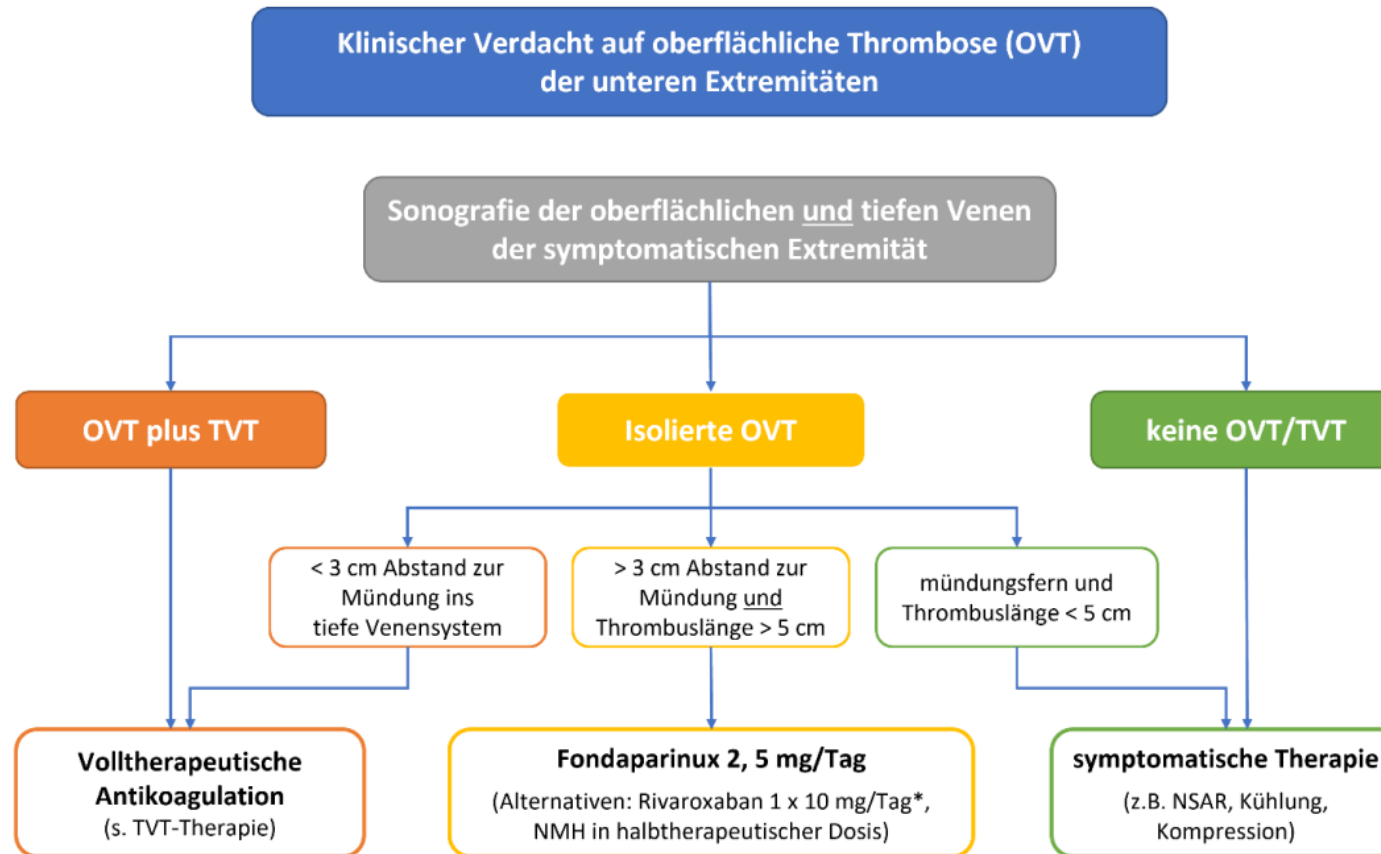 Klinischer Verdacht auf oberflächliche Thrombose (OVT)
der unteren Extremitäten
Sonografie der oberflächlichen und tiefen Venen
der symptomatischen Extremität
OVT plus TVT
Isolierte OVT
keine OVT/TVT
< 3 cm Abstand zur
Mündung ins
tiefe Venensystem
> 3 cm Abstand zur
Mündung und
Thrombuslänge > 5 cm
mündungsfern und
Thrombuslänge < 5 cm
Volltherapeutische
Antikoagulation
(s. TVT-Therapie)
Fondaparinux 2, 5 mg/Tag
(Alternativen: Rivaroxaban 1 x 10 mg/Tag*,
NMH in halbtherapeutischer Dosis)
symptomatische Therapie
(z.B. NSAR, Kühlung,
Kompression)